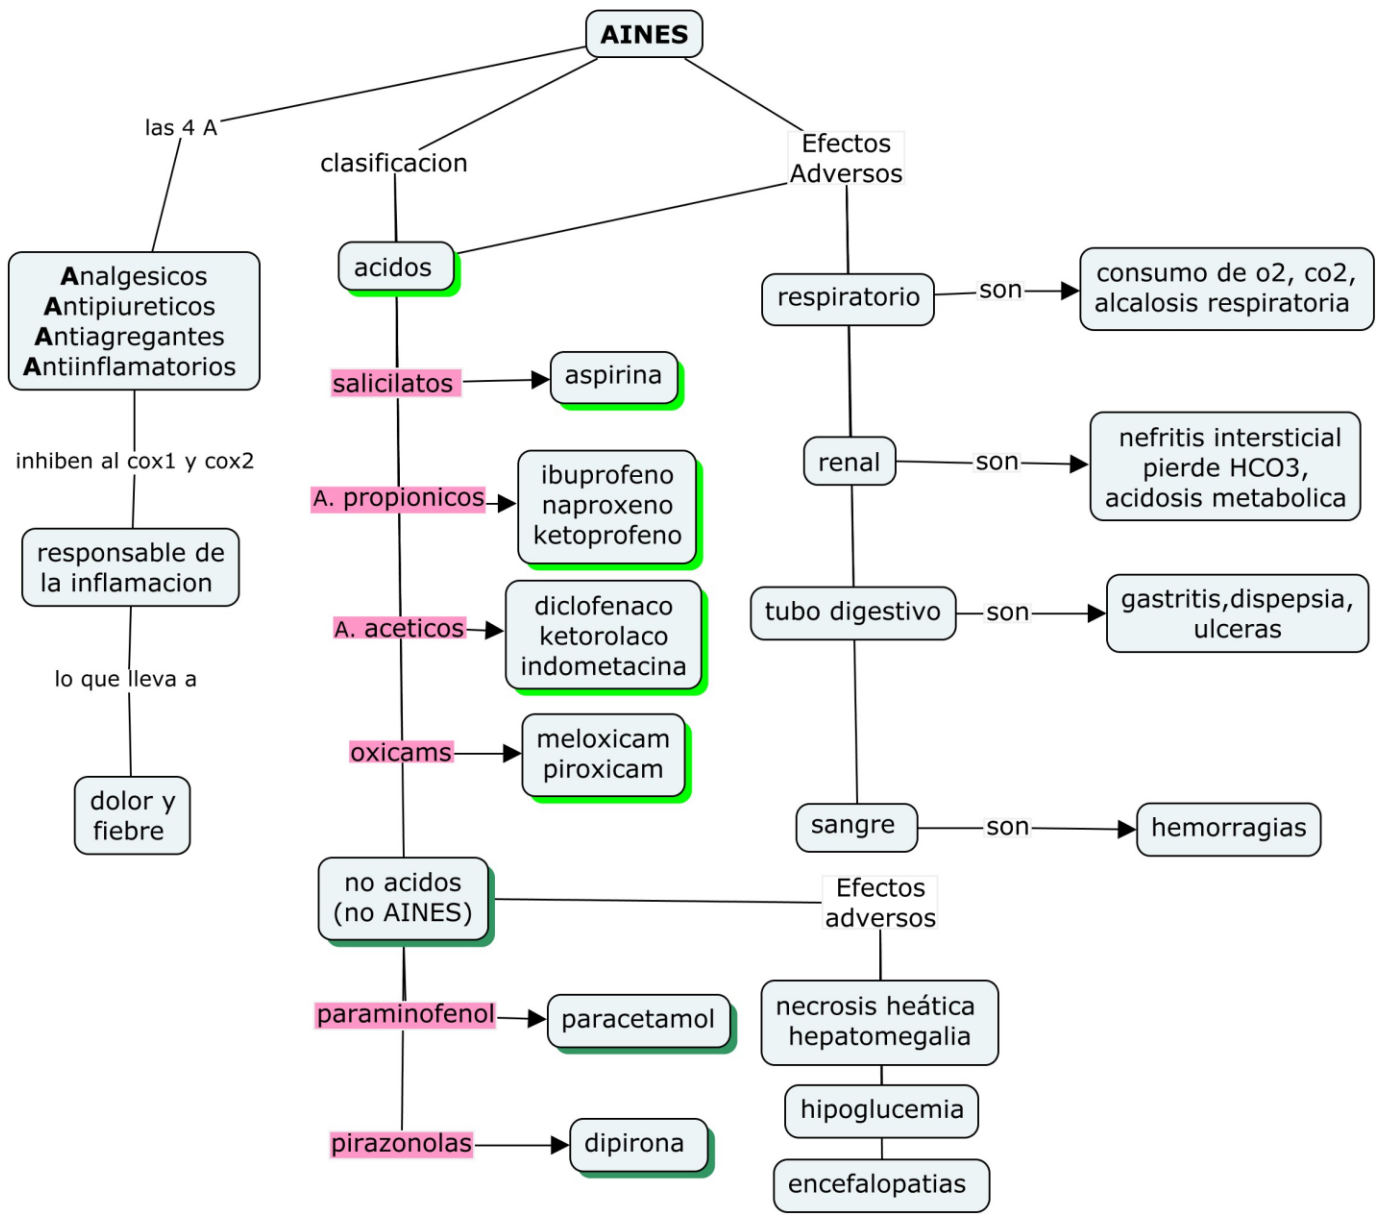 AINES
las 4 A
Analgesicos
Antipiureticos
Antiagregantes
Antiinflamatorios
inhiben al cox1 y cox2
responsable de
la inflamacion
lo que lleva a
dolor y
fiebre
clasificacion
acidos
salicilatos
aspirina
A. propionicos
ibuprofeno
naproxeno
ketoprofeno
A. aceticos
diclofenaco
ketorolaco
indometacina
oxicams
meloxicam
piroxicam
no acidos
(no AINES)
paraminofenol
paracetamol
pirazonolas
dipirona
Efectos
Adversos
respiratorio
son
consumo de o2, co2,
alcalosis respiratoria
renal
son
nefritis intersticial
pierde HCO3,
acidosis metabolica
tubo digestivo
son
gastritis,dispepsia,
ulceras
sangre
son
hemorragias
Efectos
adversos
necrosis heática
hepatomegalia
hipoglucemia
encefalopatias